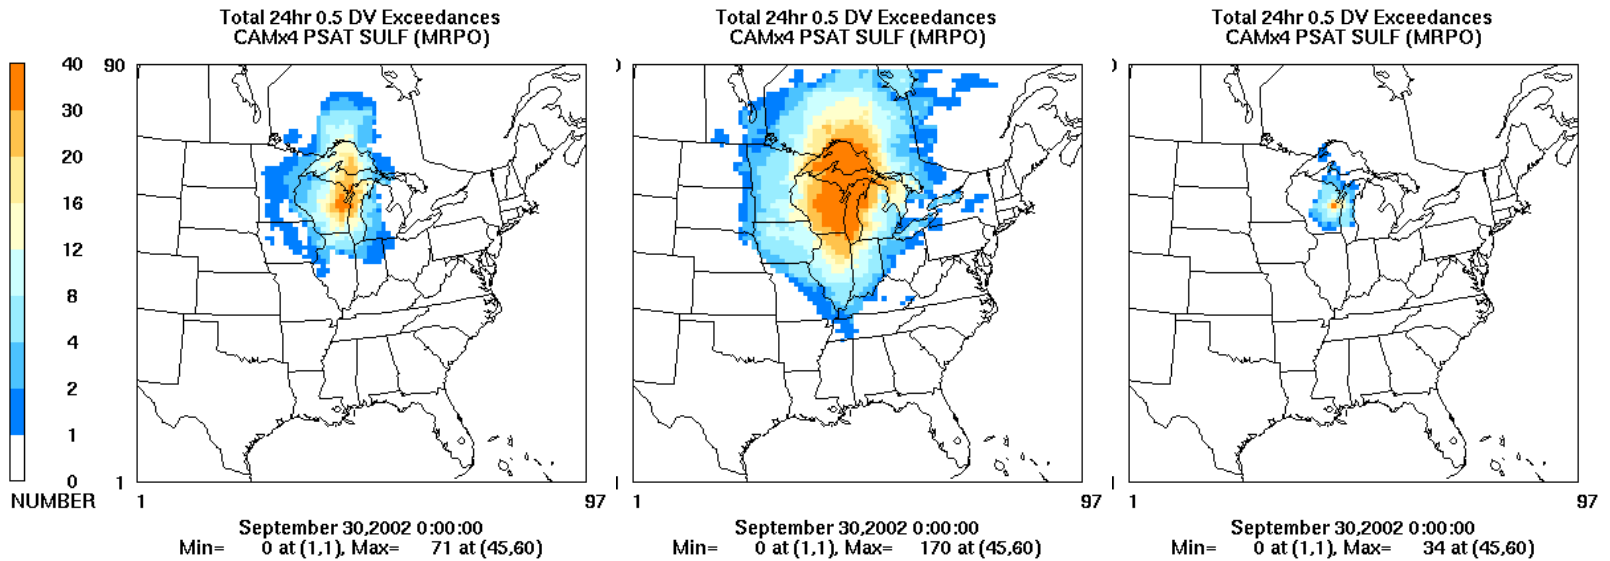 Total 24hr 0.5 DV Exceedances
CAMx4 PSAT SULF (MRPO)
40
30
20
16
12
8
4
2
1
0
NUMBER
90
1
1
97
September 30,2002 0:00:00
Min= 0 at (1,1), Max= 71 at (45,60)
Total 24hr 0.5 DV Exceedances
CAMx4 PSAT SULF (MRPO)
1
97
September 30,2002 0:00:00
Min= 0 at (1,1), Max= 170 at (45,60)
Total 24hr 0.5 DV Exceedances
CAMx4 PSAT SULF (MRPO)
1
97
September 30,2002 0:00:00
Min= 0 at (1,1), Max= 34 at (45,60)